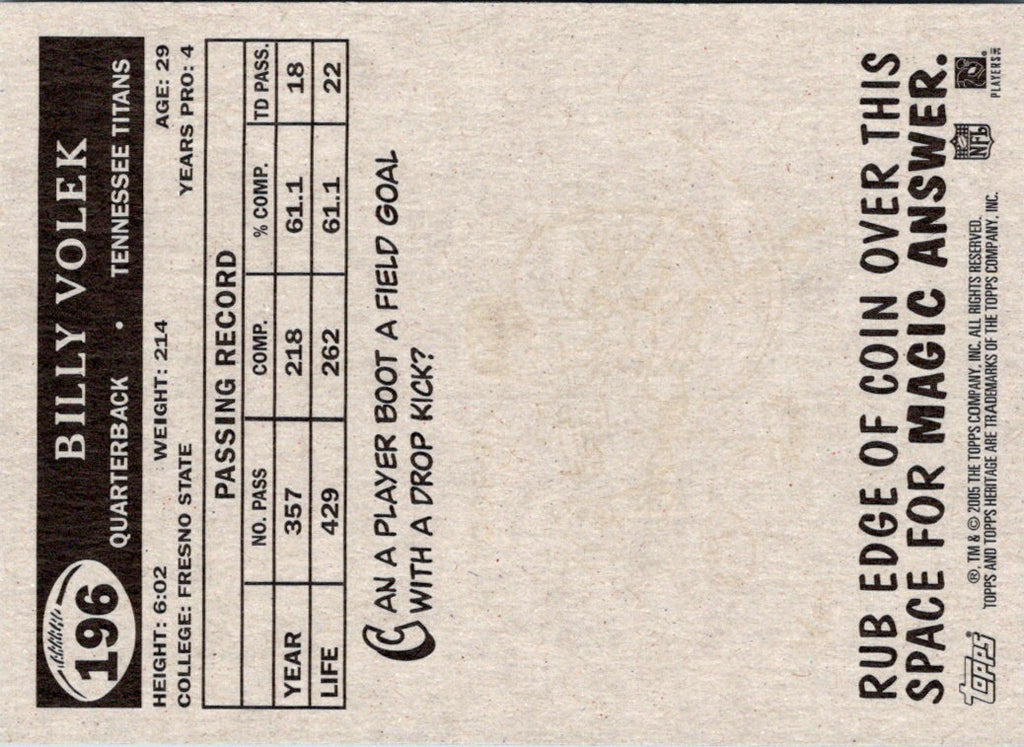 196
BILLY VOLEK
QUARTERBACK • TENNESSEE TITANS
HEIGHT: 6:02 WEIGHT: 214 AGE: 29
COLLEGE: FRESNO STATE YEARS PRO: 4
PASSING RECORD
NO. PASS COMP. % COMP. TD PASS.
YEAR 357 218 61.1 18
LIFE 429 262 61.1 22
CAN A PLAYER BOOT A FIELD GOAL
WITH A DROP KICK?
RUB EDGE OF COIN OVER THIS
SPACE FOR MAGIC ANSWER.
Topps
®, TM & © 2005 THE TOPPS COMPANY, INC. ALL RIGHTS RESERVED.
TOPPS AND TOPPS HERITAGE ARE TRADEMARKS OF THE TOPPS COMPANY, INC.
NFL
PLAYERS